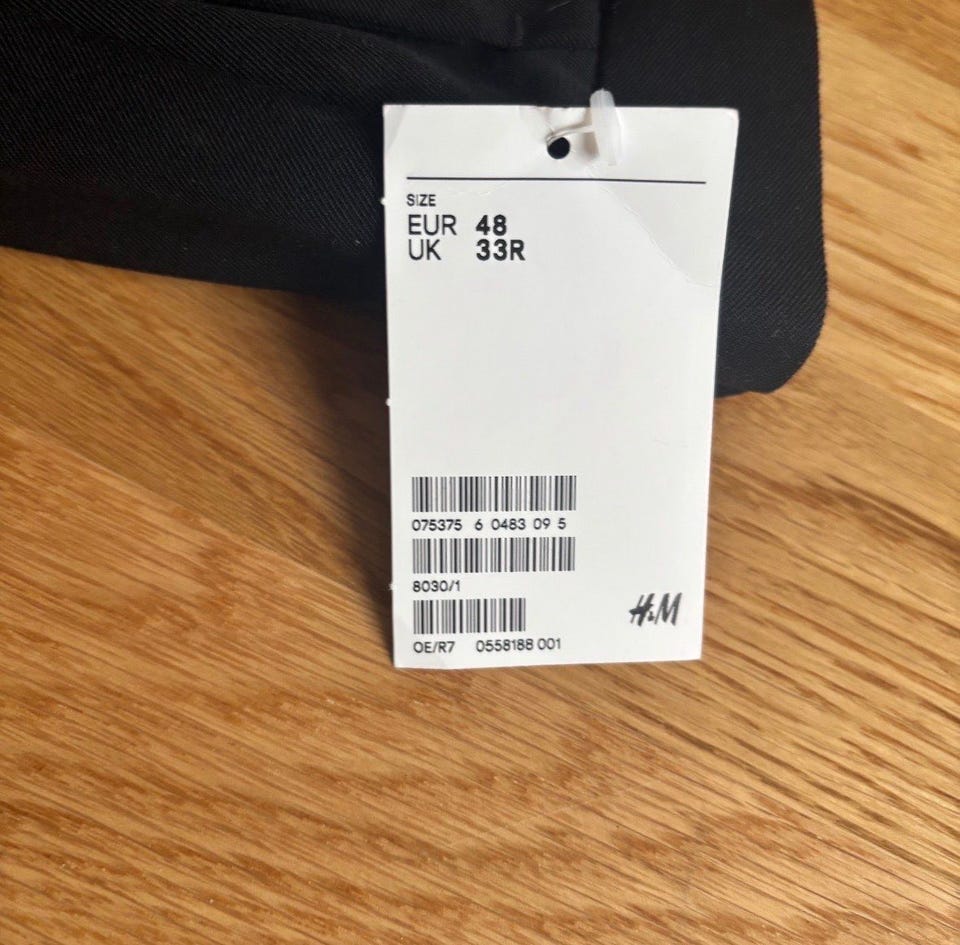 SIZE
EUR 48
UK 33R
075375 6 0483 09 5
8030/1
H&M
OE/R7 0558188 001